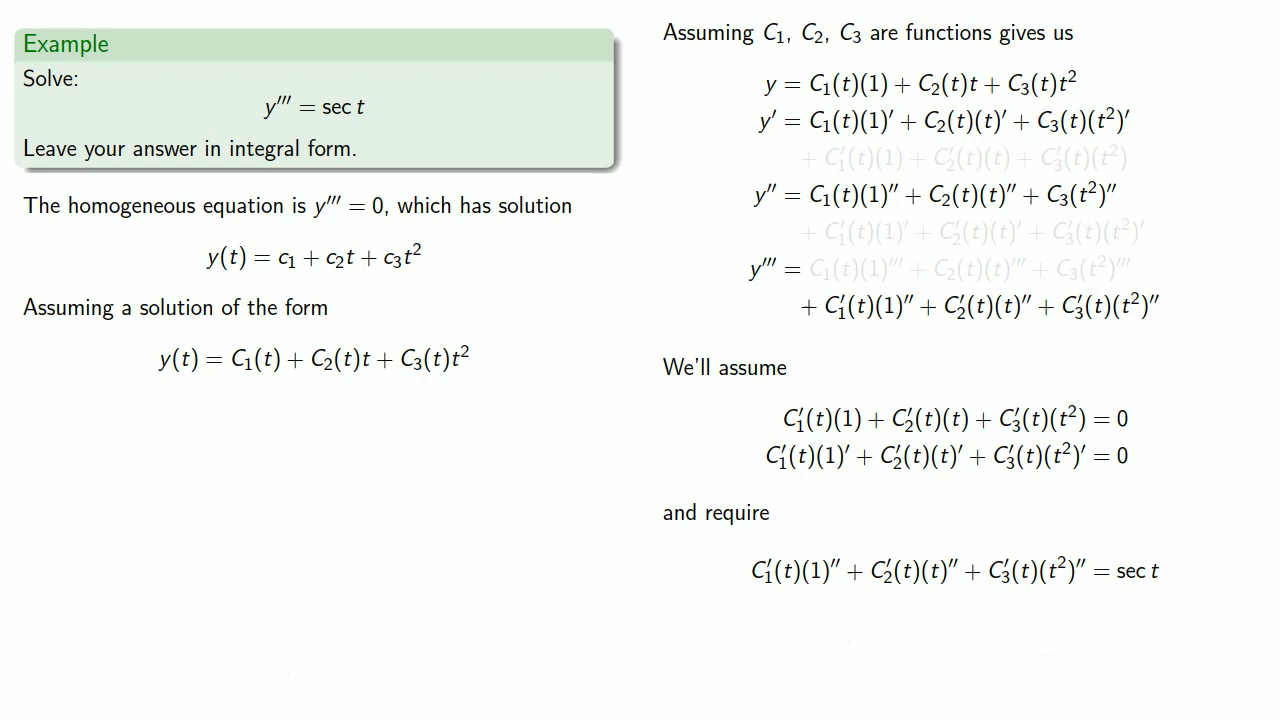 Example
Solve:
y′′′ = sec t
Leave your answer in integral form.
The homogeneous equation is y′′′ = 0, which has solution
y(t) = c₁ + c₂t + c₃t²
Assuming a solution of the form
y(t) = C₁(t) + C₂(t)t + C₃(t)t²
Assuming C₁, C₂, C₃ are functions gives us
y = C₁(t)(1) + C₂(t)t + C₃(t)t²
y′ = C₁(t)(1)′ + C₂(t)(t)′ + C₃(t)(t²)′
+ C₁′(t)(1) + C₂′(t)(t) + C₃′(t)(t²)
y′′ = C₁(t)(1)′′ + C₂(t)(t)′′ + C₃(t²)′′
+ C₁′(t)(1)′ + C₂′(t)(t)′ + C₃′(t²)′
y′′′ = C₁(t)(1)′′′ + C₂(t)(t)′′′ + C₃(t²)′′′
+ C₁′(t)(1)′′ + C₂′(t)(t)′′ + C₃′(t)(t²)′′
We'll assume
C₁′(t)(1) + C₂′(t)(t) + C₃′(t)(t²) = 0
C₁′(t)(1)′ + C₂′(t)(t)′ + C₃′(t)(t²)′ = 0
and require
C₁′(t)(1)′′ + C₂′(t)(t)′′ + C₃′(t)(t²)′′ = sec t